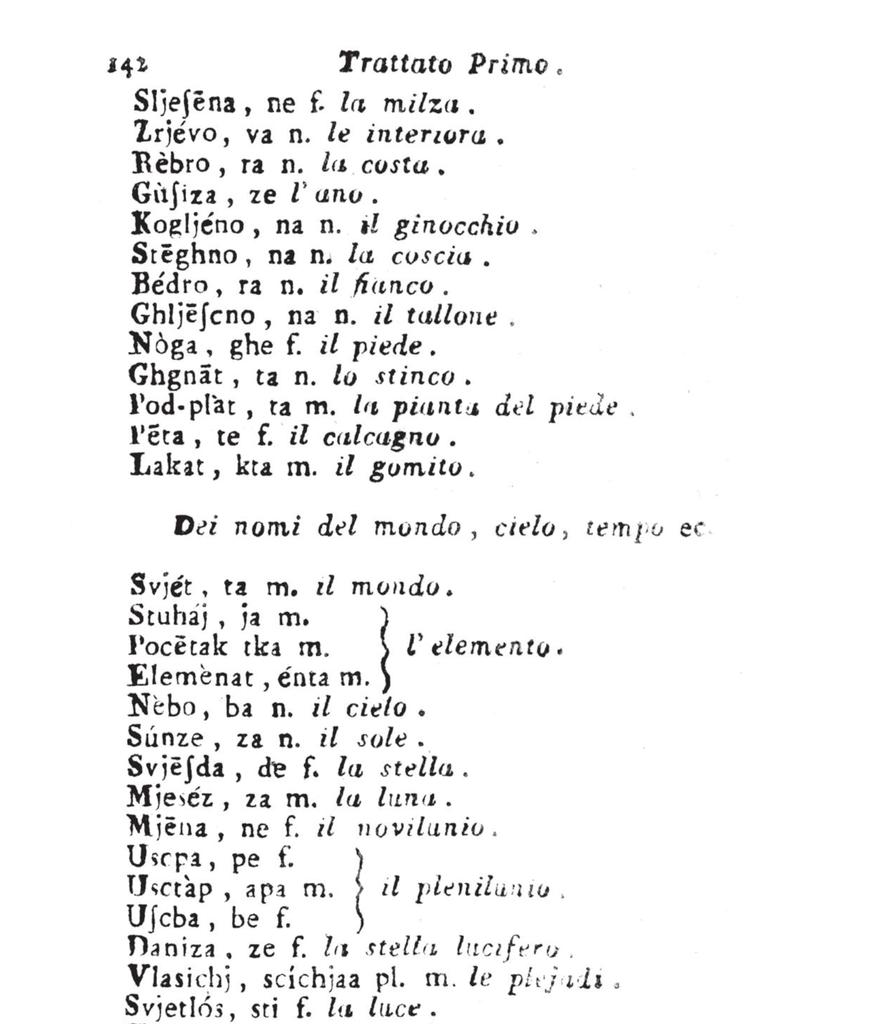 142 Trattato Primo.
Sljeſēna, ne f. la milza.
Zrjévo, va n. le interiora.
Rèbro, ra n. la costa.
Gùſiza, ze l'ano.
Kogljéno, na n. il ginocchio.
Stēghno, na n. la coscia.
Bédro, ra n. il fianco.
Ghljēſcno, na n. il tallone.
Nòga, ghe f. il piede.
Ghgnāt, ta n. lo stinco.
Pod-plàt, ta m. la pianta del piede.
Pēta, te f. il calcagno.
Lakat, kta m. il gomito.
Dei nomi del mondo, cielo, tempo ec.
Svjét, ta m. il mondo.
Stuháj, ja m.
Pocētak tka m. } l'elemento.
Elemènat, énta m.
Nèbo, ba n. il cielo.
Súnze, za n. il sole.
Svjēſda, de f. la stella.
Mjeséz, za m. la luna.
Mjēna, ne f. il novilunio.
Uscpa, pe f.
Usctàp, apa m. } il plenilunio.
Uſcba, be f.
Daniza, ze f. la stella lucifero.
Vlasichj, scíchjaa pl. m. le plejadi.
Svjetlós, sti f. la luce.